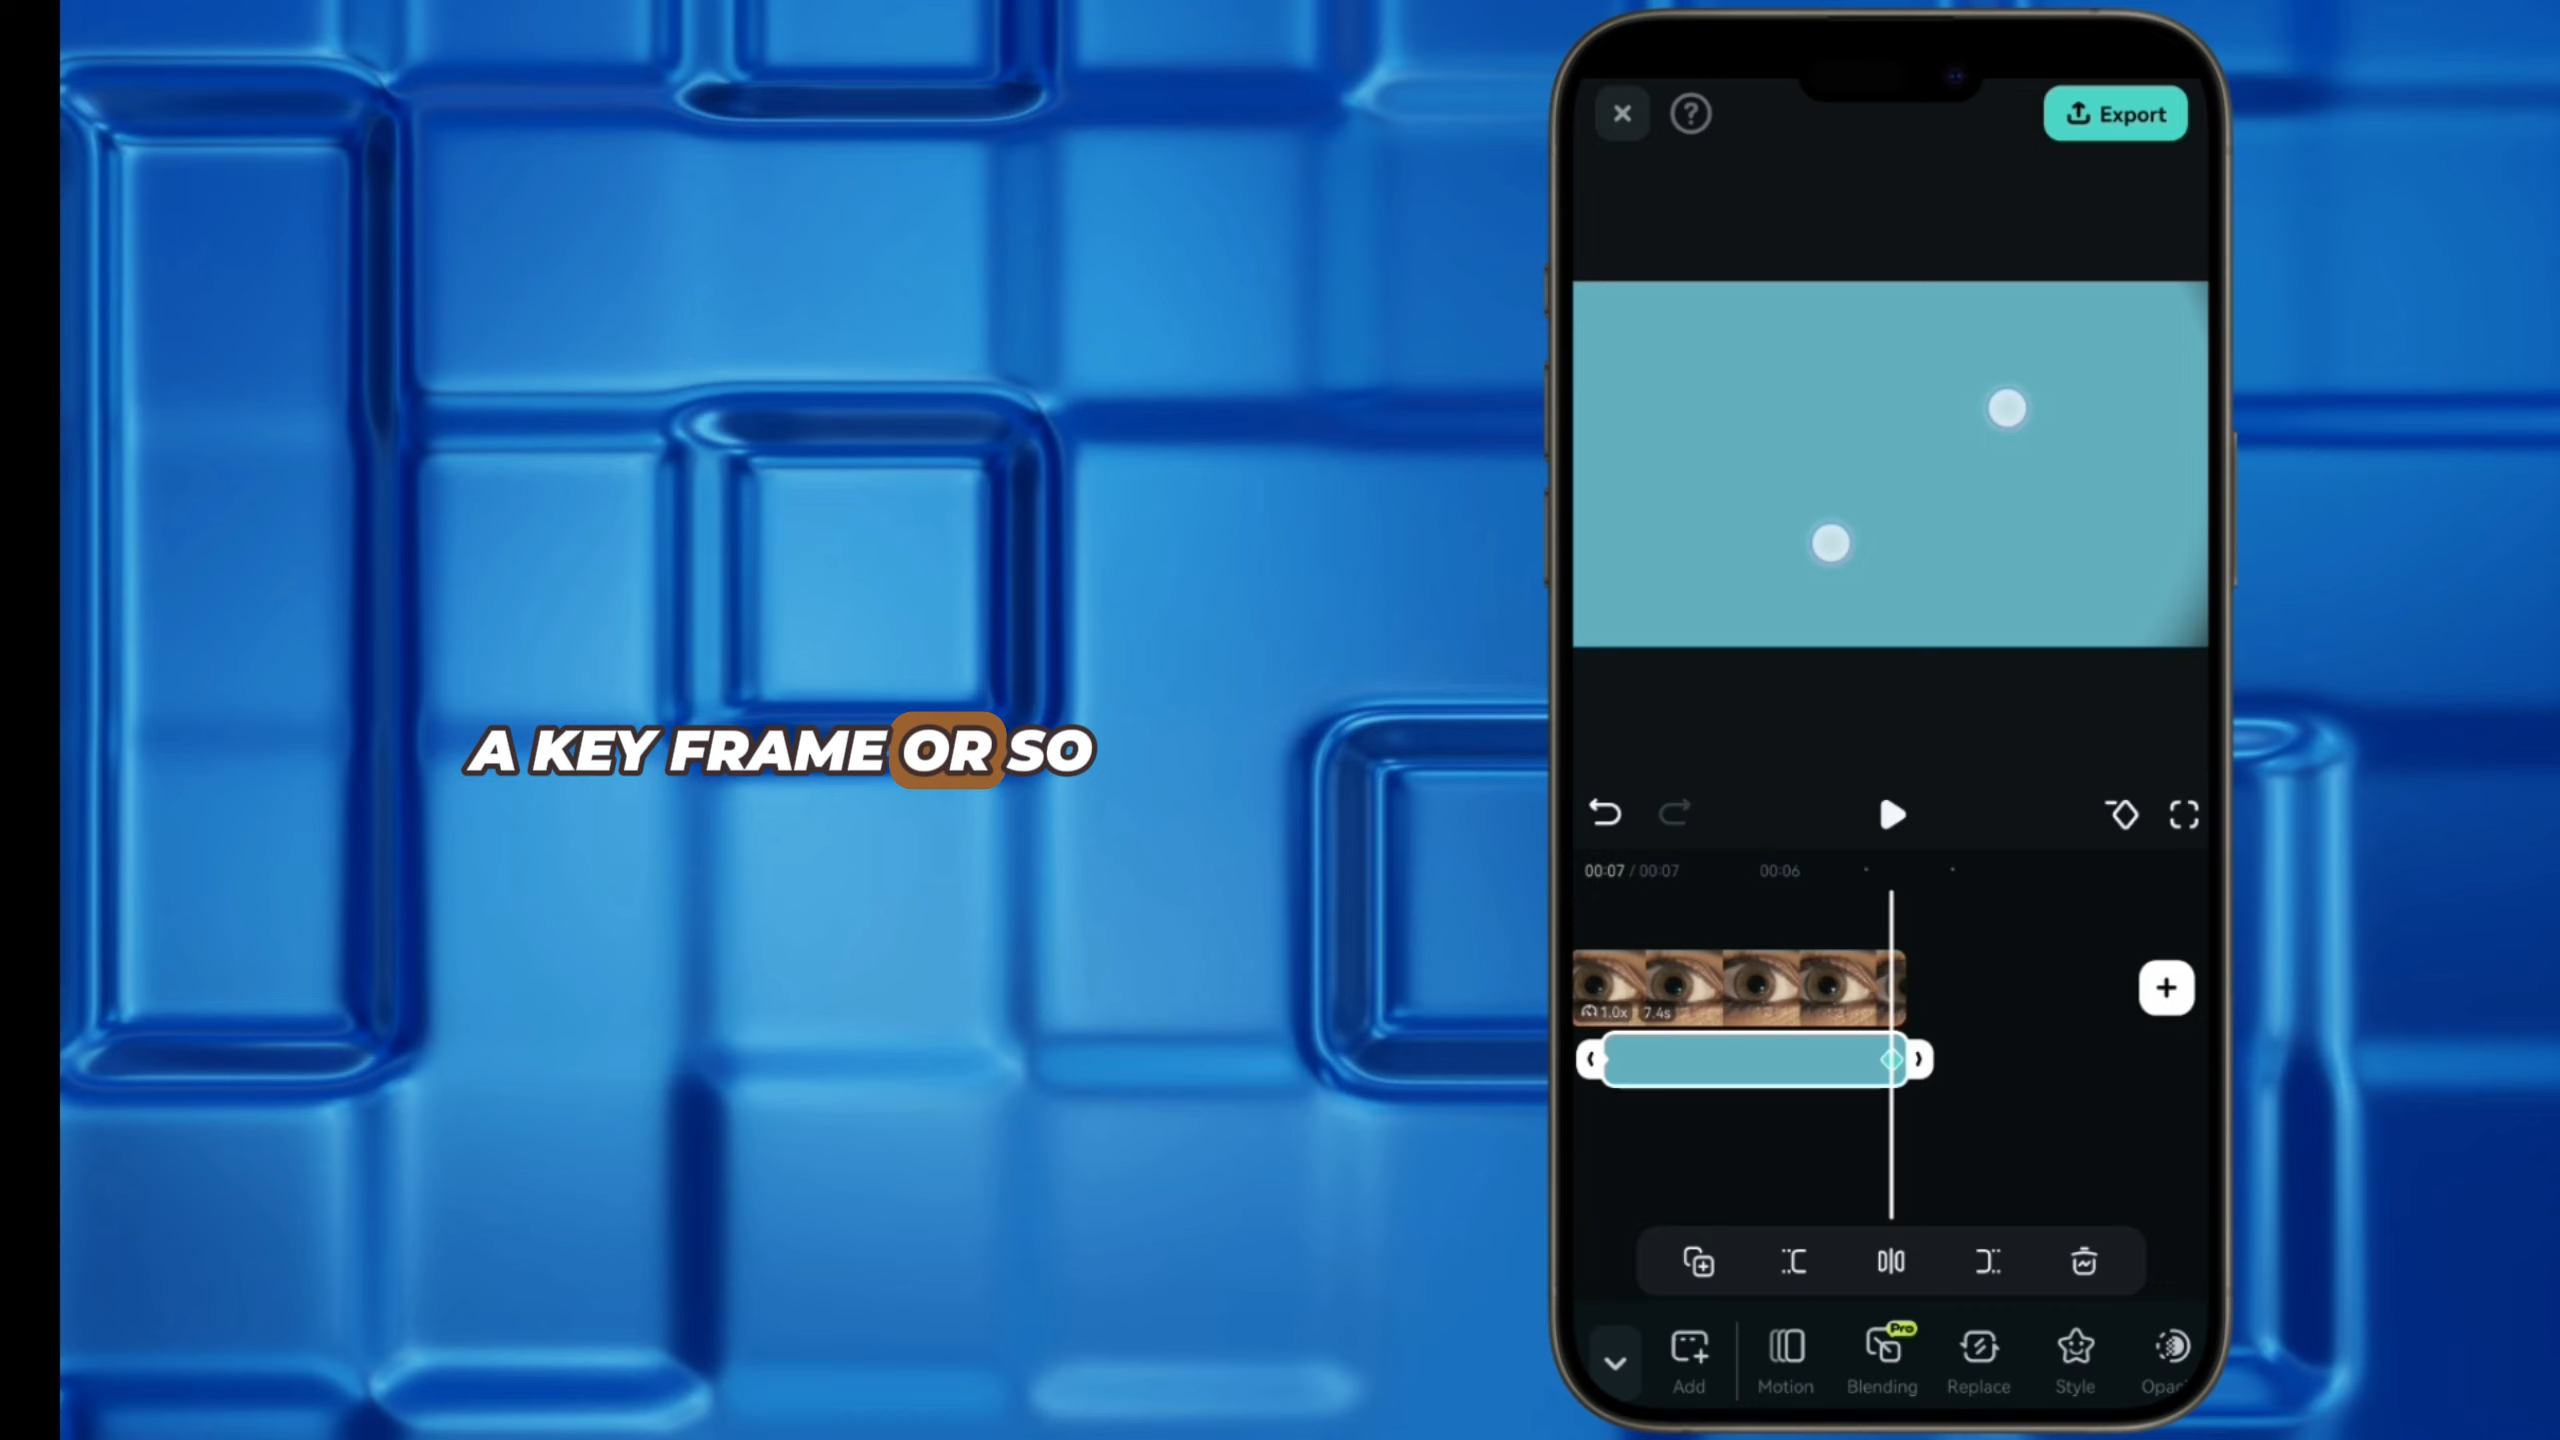 Export
A KEY FRAME OR SO
00:07 / 00:07 00:06
1.0x 7.4s
Pro
Add Motion Blending Replace Style Opac